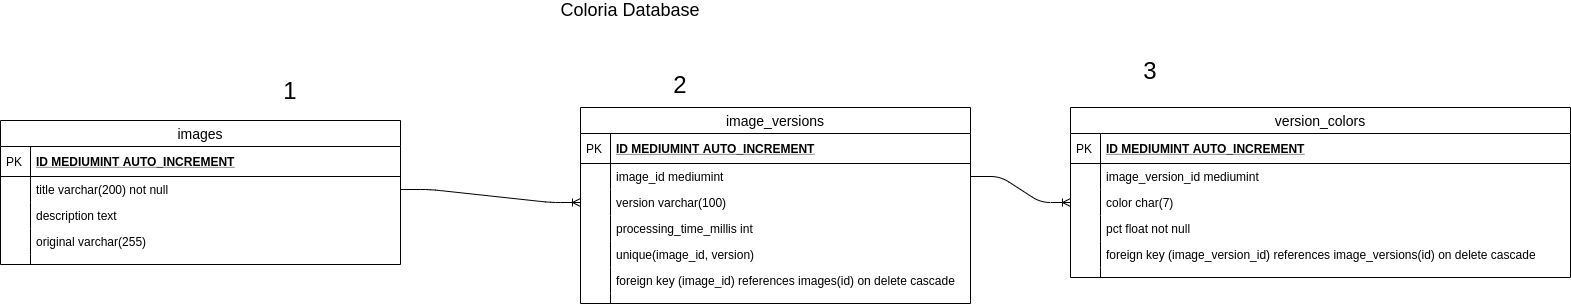 Coloria Database
1
2
3
images
PK ID MEDIUMINT AUTO_INCREMENT
title varchar(200) not null
description text
original varchar(255)
image_versions
PK ID MEDIUMINT AUTO_INCREMENT
image_id mediumint
version varchar(100)
processing_time_millis int
unique(image_id, version)
foreign key (image_id) references images(id) on delete cascade
version_colors
PK ID MEDIUMINT AUTO_INCREMENT
image_version_id mediumint
color char(7)
pct float not null
foreign key (image_version_id) references image_versions(id) on delete cascade